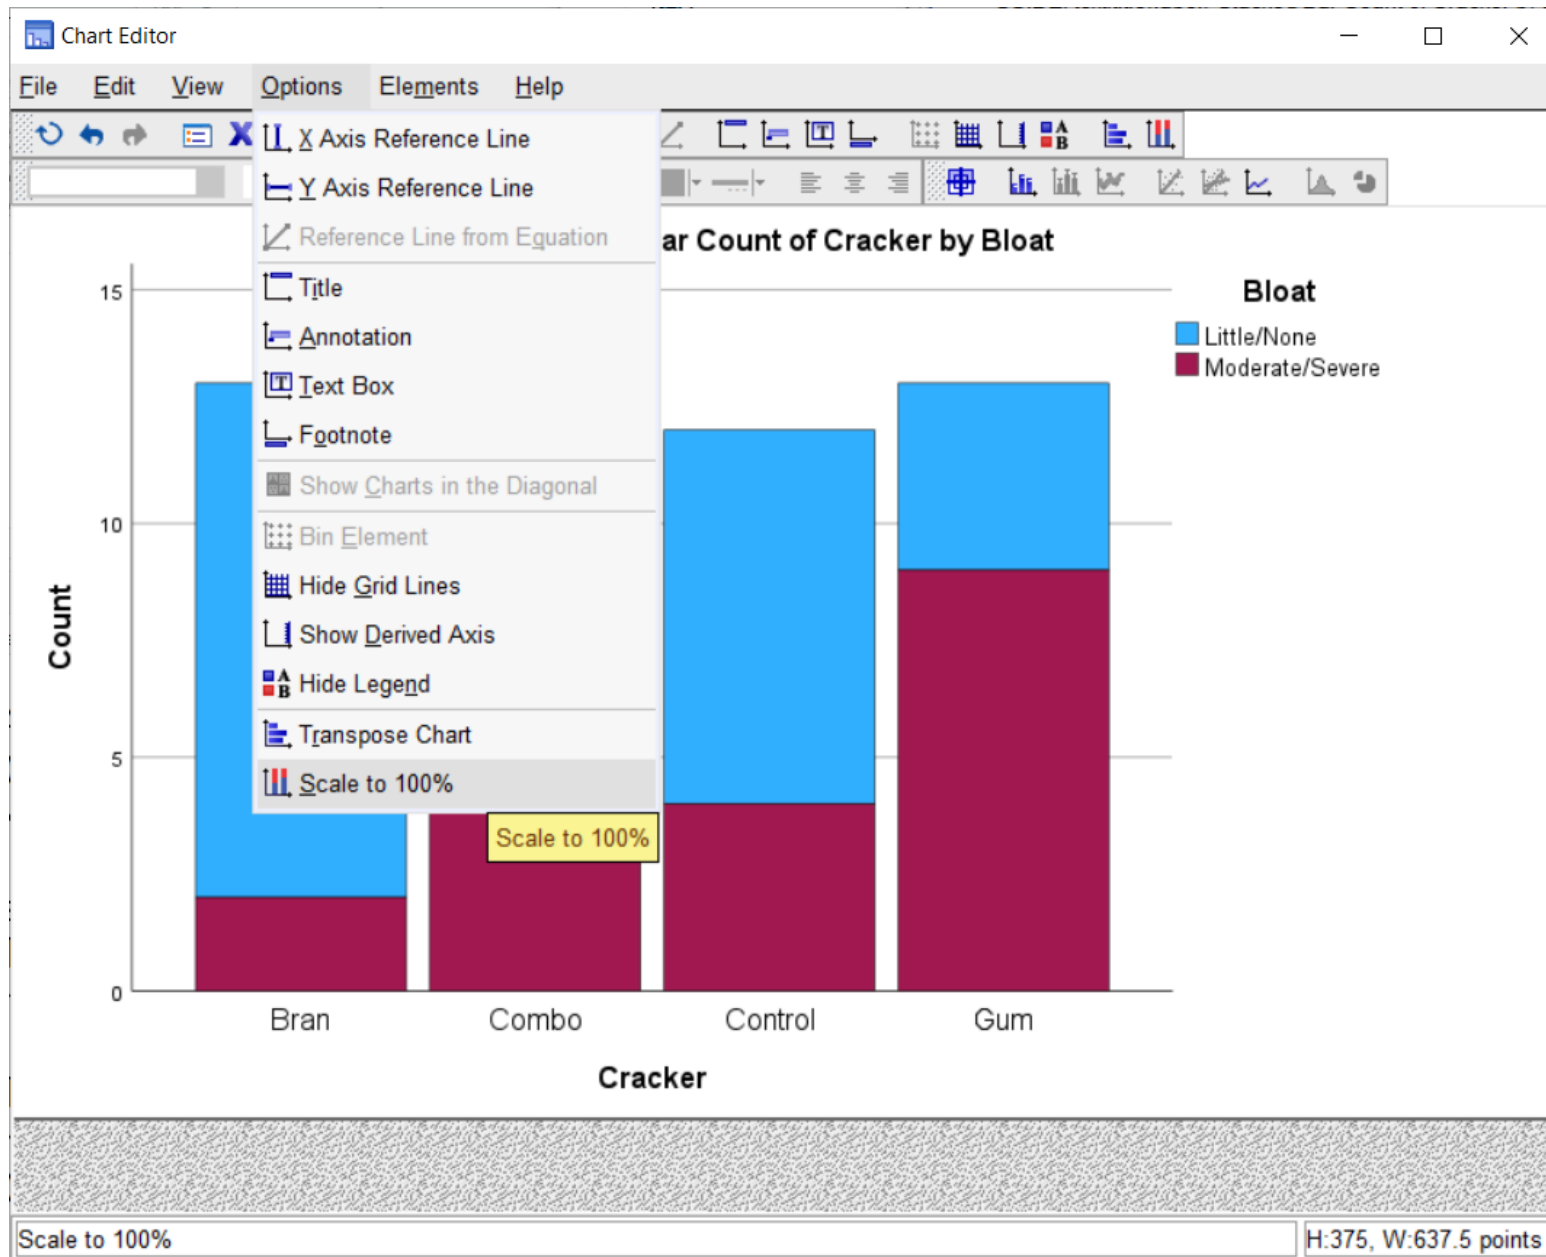 Chart Editor
File Edit View Options Elements Help
X Axis Reference Line
Y Axis Reference Line
Reference Line from Equation
Title
Annotation
Text Box
Footnote
Show Charts in the Diagonal
Bin Element
Hide Grid Lines
Show Derived Axis
Hide Legend
Transpose Chart
Scale to 100%
Scale to 100%
ar Count of Cracker by Bloat
Bloat
Little/None
Moderate/Severe
15
10
5
0
Count
Bran Combo Control Gum
Cracker
Scale to 100% H:375, W:637.5 points